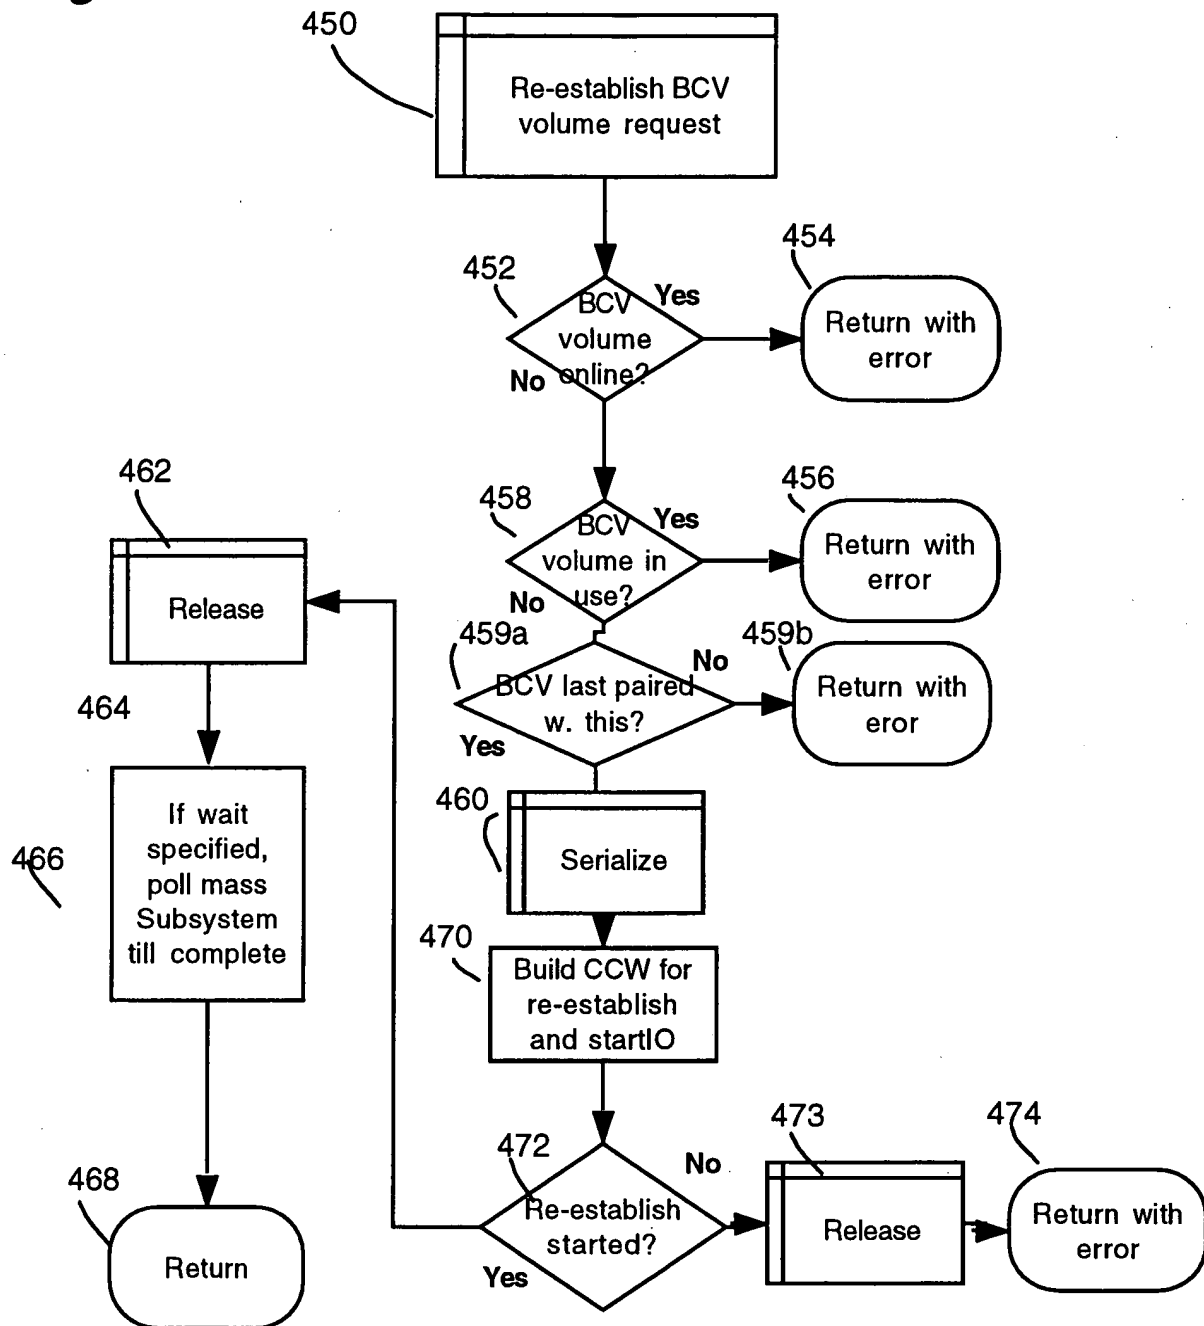 450
Re-establish BCV
volume request
452
BCV
volume
online?
Yes
No
454
Return with
error
458
BCV
volume in
use?
Yes
No
456
Return with
error
459a
BCV last paired
w. this?
No
Yes
459b
Return with
eror
460
Serialize
470
Build CCW for
re-establish
and startIO
472
Re-establish
started?
No
Yes
473
Release
474
Return with
error
462
Release
464
466
If wait
specified,
poll mass
Subsystem
till complete
468
Return